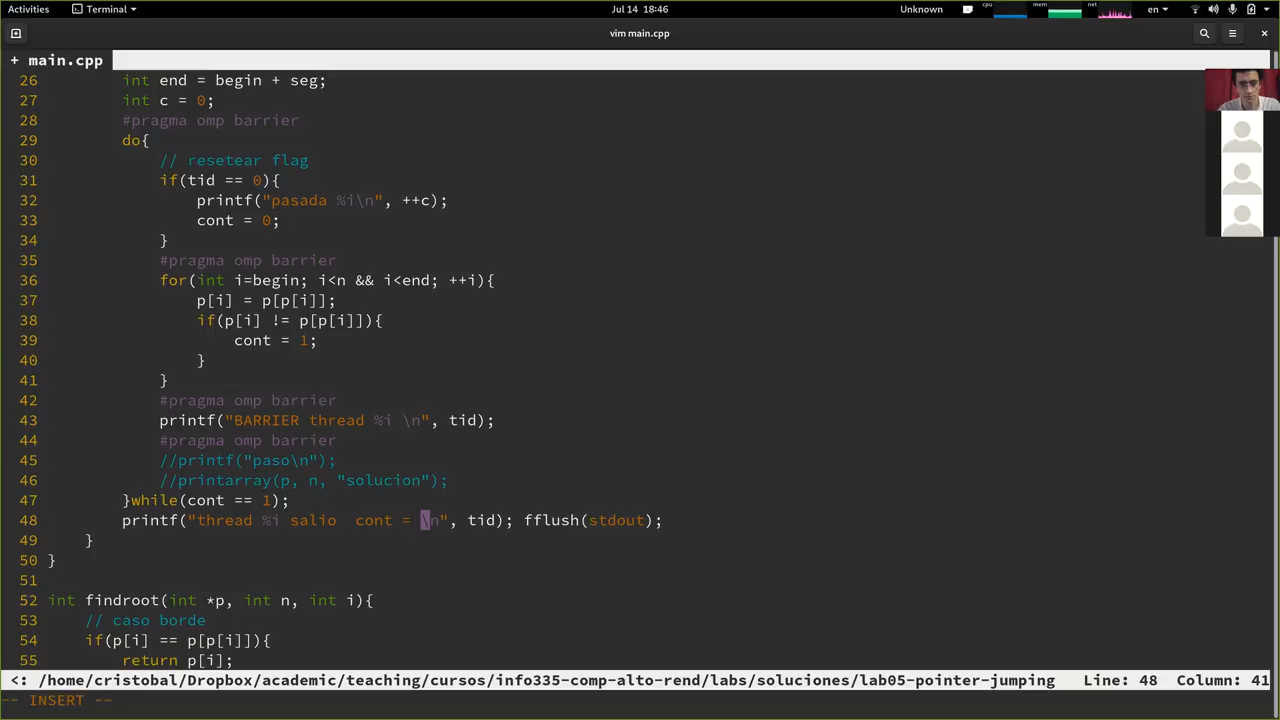 Activities Terminal Jul 14 18:46 Unknown cpu mem net en
vim main.cpp
+ main.cpp
26 int end = begin + seg;
27 int c = 0;
28 #pragma omp barrier
29 do{
30 // resetear flag
31 if(tid == 0){
32 printf("pasada %i\n", ++c);
33 cont = 0;
34 }
35 #pragma omp barrier
36 for(int i=begin; i<n && i<end; ++i){
37 p[i] = p[p[i]];
38 if(p[i] != p[p[i]]){
39 cont = 1;
40 }
41 }
42 #pragma omp barrier
43 printf("BARRIER thread %i \n", tid);
44 #pragma omp barrier
45 //printf("paso\n");
46 //printarray(p, n, "solucion");
47 }while(cont == 1);
48 printf("thread %i salio  cont = \n", tid); fflush(stdout);
49 }
50 }
51
52 int findroot(int *p, int n, int i){
53 // caso borde
54 if(p[i] == p[p[i]]){
55 return p[i];
<: /home/cristobal/Dropbox/academic/teaching/cursos/info335-comp-alto-rend/labs/soluciones/lab05-pointer-jumping Line: 48 Column: 41
-- INSERT --